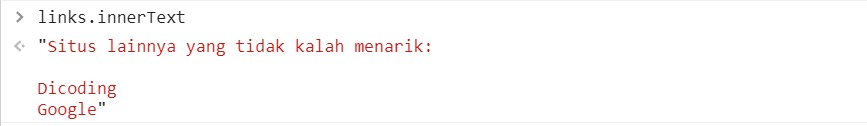 > links.innerText
< "Situs lainnya yang tidak kalah menarik:
Dicoding
Google"